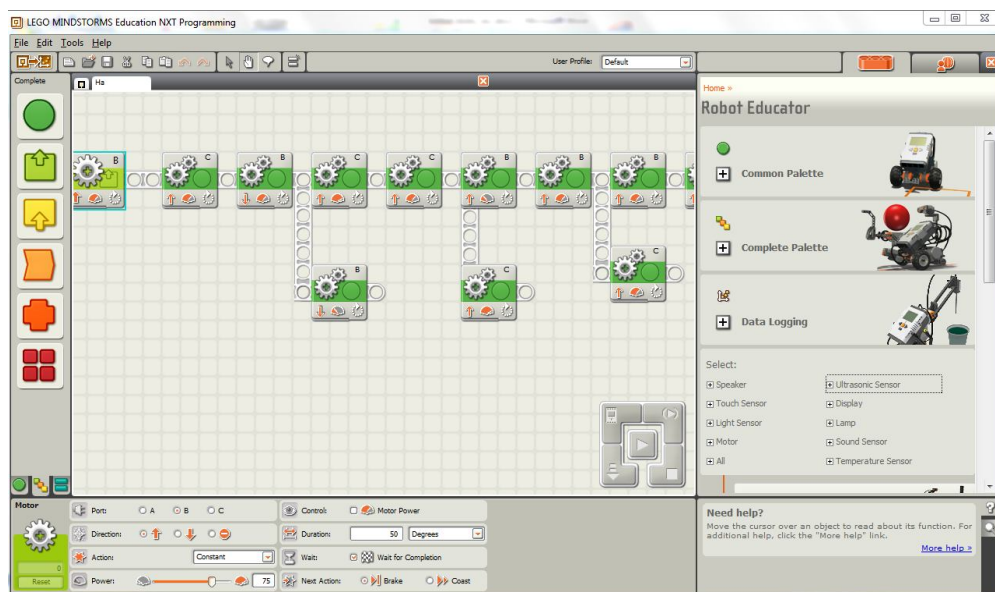 LEGO MINDSTORMS Education NXT Programming
File Edit Tools Help
User Profile: Default
Complete
Ha
Home »
Robot Educator
B C B C C B B B
B C C
Common Palette
Complete Palette
Data Logging
Select:
Speaker Ultrasonic Sensor
Touch Sensor Display
Light Sensor Lamp
Motor Sound Sensor
All Temperature Sensor
Motor
Port: A B C
Control: Motor Power
Direction:
Duration: 50 Degrees
Action: Constant
Wait: Wait for Completion
0
Reset
Power: 75
Next Action: Brake Coast
Need help?
Move the cursor over an object to read about its function. For
additional help, click the "More help" link.
More help »